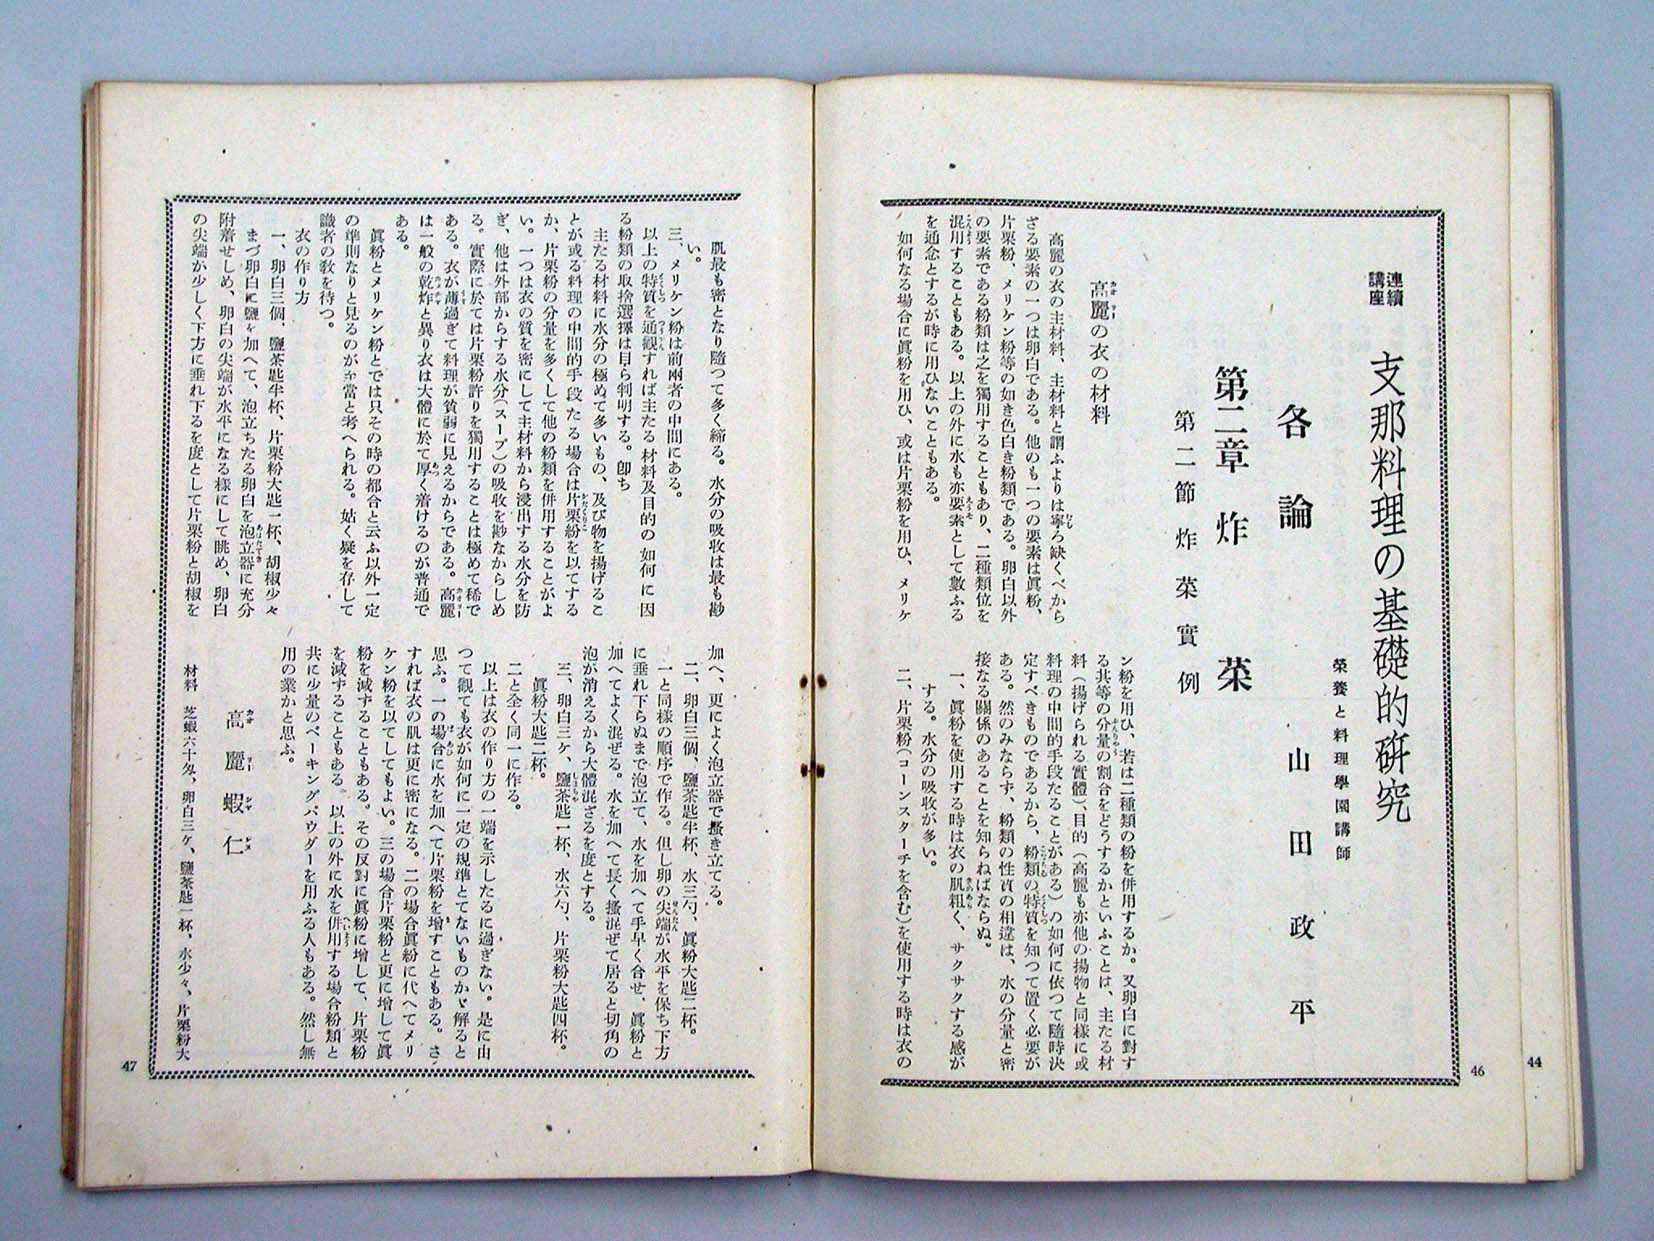 連續
講座
支那料理の基礎的硏究
榮養と料理學園講師
山田政平
各論
第二章 炸菜
第二節 炸菜實例
高麗の衣の材料
高麗の衣の主材料、主材料と謂ふよりは寧ろ缺くべから
ざる要素の一つは卵白である。他のも一つの要素は眞粉、
片栗粉、メリケン粉等の如き色白き粉類である。卵白以外
の要素である粉類は之を獨用することもあり、二種類位を
混用することもある。以上の外に水も亦要素として數ふる
を通念とするが時に用ひないこともある。
如何なる場合に眞粉を用ひ、或は片栗粉を用ひ、メリケ
ン粉を用ひ、若は二種類の粉を併用するか。又卵白に對す
る其等の分量の割合をどうするかといふことは、主たる材
料(揚げられる實體)、目的(高麗も亦他の揚物と同樣に或
料理の中間的手段たることがある)の如何に依つて隨時決
定すべきものであるから、粉類の特質を知つて置く必要が
ある。然のみならず、粉類の性質の相違は、水の分量と密
接なる關係のあることを知らねばならぬ。
一、眞粉を使用する時は衣の肌粗く、サクサクする感が
する。水分の吸收が多い。
二、片栗粉(コーンスターチを含む)を使用する時は衣の
46
44
肌最も密となり隨つて多く締る。水分の吸收は最も尠
い。
三、メリケン粉は前兩者の中間にある。
以上の特質を通觀すれば主たる材料及目的の如何に因
る粉類の取捨選擇は自ら判明する。卽ち
主たる材料に水分の極めて多いもの、及び物を揚げるこ
とが或る料理の中間的手段たる場合は片栗粉を以てする
か、片栗粉の分量を多くして他の粉類を併用することがよ
い。一つは衣の質を密にして主材料から浸出する水分を防
ぎ、他は外部からする水分(スープ)の吸收を尠なからしめ
る。實際に於ては片栗粉許りを獨用することは極めて稀で
ある。衣が薄過ぎて料理が貧弱に見えるからである。高麗
は一般の乾炸と異り衣は大體に於て厚く着けるのが普通で
ある。
眞粉とメリケン粉とでは只その時の都合と云ふ以外一定
の準則なりと見るのが至當と考へられる。姑く疑を存して
識者の敎を待つ。
衣の作り方
一、卵白三個、鹽茶匙半杯、片栗粉大匙一杯、胡椒少々
まづ卵白に鹽を加へて、泡立ちたる卵白を泡立器に充分
附着せしめ、卵白の尖端が水平になる樣にして眺め、卵白
の尖端が少しく下方に垂れ下るを度として片栗粉と胡椒を
加へ、更によく泡立器で搔き立てる。
二、卵白三個、鹽茶匙半杯、水三勺、眞粉大匙二杯。
一と同樣の順序で作る。但し卵の尖端が水平を保ち下方
に垂れ下らぬまで泡立て、水を加へて手早く合せ、眞粉と
加へてよく混ぜる。水を加へて長く搔混ぜて居ると切角の
泡が消えるから大體混ざるを度とする。
三、卵白三ケ、鹽茶匙一杯、水六勺、片栗粉大匙四杯。
眞粉大匙二杯。
二と全く同一に作る。
以上は衣の作り方の一端を示したるに過ぎない。是に由
つて觀ても衣が如何に一定の規準とてないものかゞ解ると
思ふ。一の場合に水を加へて片栗粉を增すこともある。さ
すれば衣の肌は更に密になる。二の場合眞粉に代へてメリ
ケン粉を以てしてもよい。三の場合片栗粉と更に增して眞
粉を減ずることもある。その反對に眞粉に增して、片栗粉
を減ずることもある。以上の外に水を併用する場合粉類と
共に少量のベーキングパウダーを用ふる人もある。然し無
用の業かと思ふ。
高麗蝦仁
材料 芝蝦六十匁、卵白三ケ、鹽茶匙一杯、水少々、片栗粉大
47